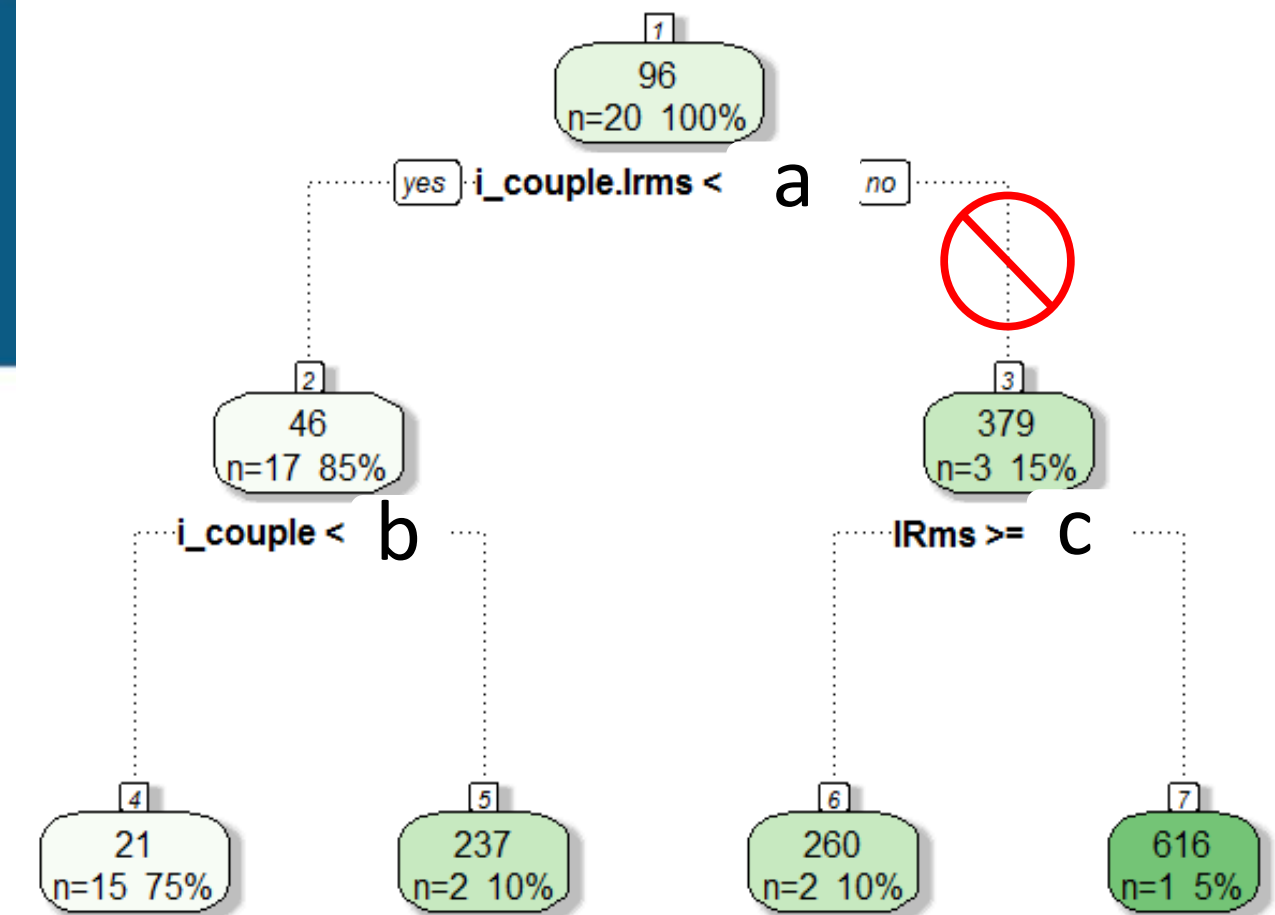 1
96
n=20 100%
yes i_couple.Irms < a no
2
46
n=17 85%
3
379
n=3 15%
i_couple < b
IRms >= c
4
21
n=15 75%
5
237
n=2 10%
6
260
n=2 10%
7
616
n=1 5%